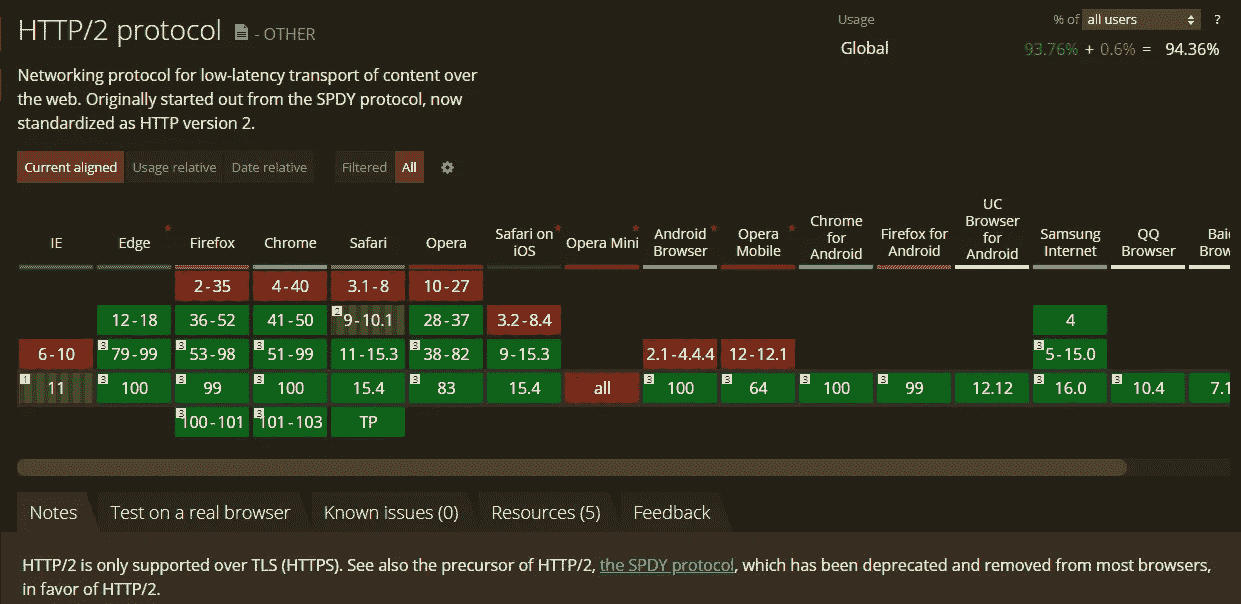 HTTP/2 protocol - OTHER
Usage % of all users ?
Global 93.76% + 0.6% = 94.36%
Networking protocol for low-latency transport of content over
the web. Originally started out from the SPDY protocol, now
standardized as HTTP version 2.
Current aligned Usage relative Date relative Filtered All
IE Edge * Firefox Chrome Safari Opera Safari on iOS * Opera Mini * Android Browser * Opera Mobile * Chrome for Android Firefox for Android UC Browser for Android Samsung Internet QQ Browser Bai Brow
2-35 4-40 3.1-8 10-27
12-18 36-52 41-50 2 9-10.1 28-37 3.2-8.4 4
6-10 3 79-99 3 53-98 3 51-99 11-15.3 3 38-82 9-15.3 2.1-4.4.4 12-12.1 3 5-15.0
1 11 3 100 3 99 3 100 15.4 3 83 15.4 all 3 100 3 64 3 100 3 99 12.12 3 16.0 3 10.4 7.1
3 100-101 3 101-103 TP
Notes Test on a real browser Known issues (0) Resources (5) Feedback
HTTP/2 is only supported over TLS (HTTPS). See also the precursor of HTTP/2, the SPDY protocol, which has been deprecated and removed from most browsers,
in favor of HTTP/2.